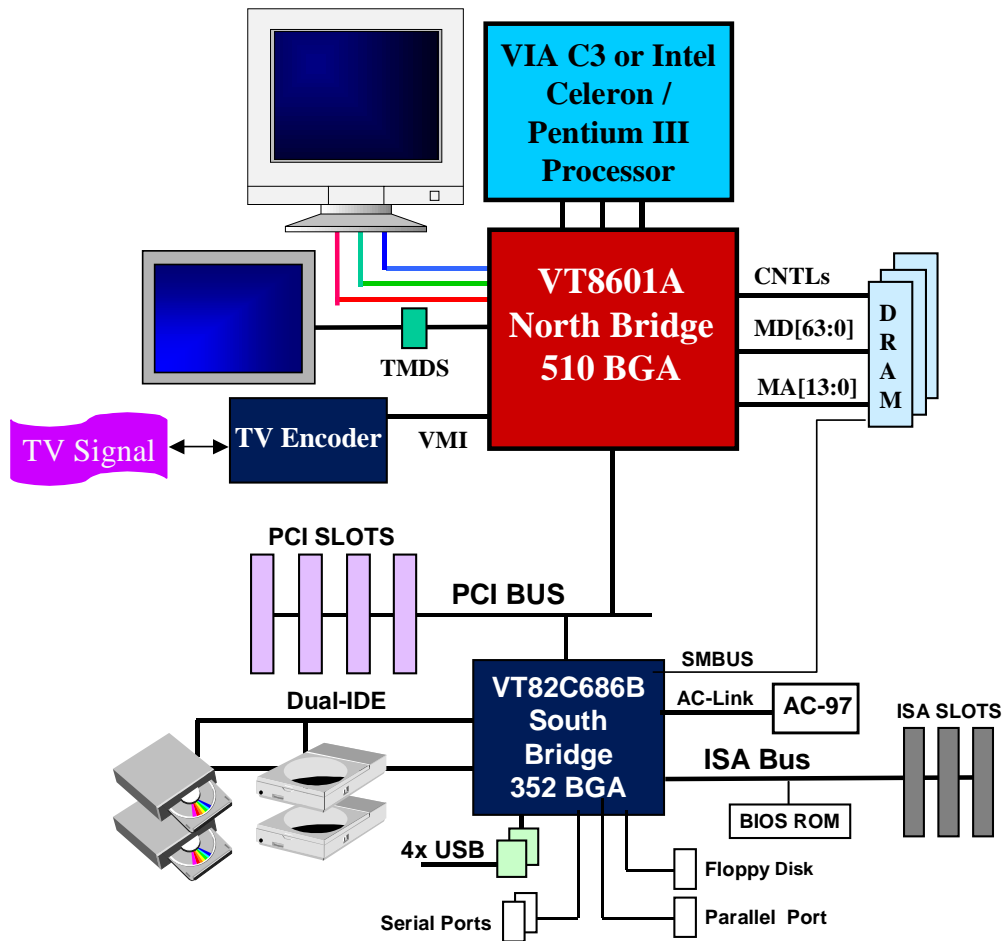 VIA C3 or Intel
Celeron /
Pentium III
Processor
VT8601A
North Bridge
510 BGA
CNTLs
MD[63:0]
MA[13:0]
D
R
A
M
TMDS
TV Signal
TV Encoder
VMI
PCI SLOTS
PCI BUS
SMBUS
VT82C686B
South
Bridge
352 BGA
Dual-IDE
AC-Link
AC-97
ISA SLOTS
ISA Bus
BIOS ROM
4x USB
Floppy Disk
Serial Ports
Parallel Port